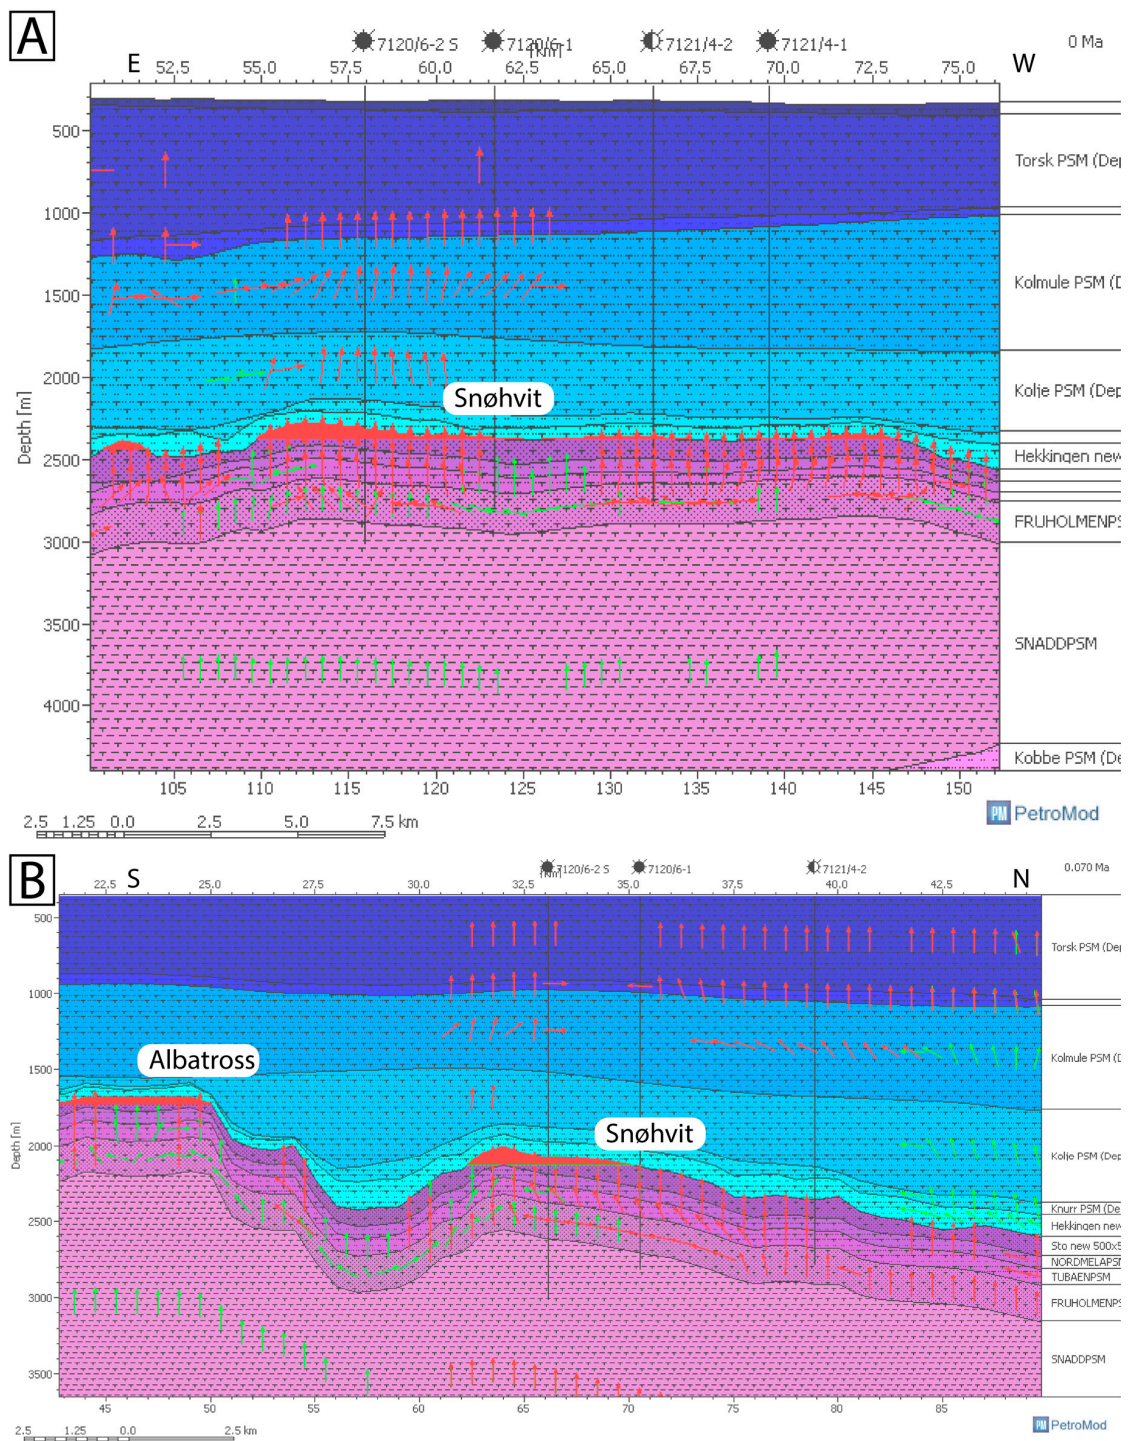 A
7120/6-2 S 7120/6-1 7121/4-2 7121/4-1
[km]
0 Ma
E 52.5 55.0 57.5 60.0 62.5 65.0 67.5 70.0 72.5 75.0 W
Depth [m]
500
1000
1500
2000
2500
3000
3500
4000
Torsk PSM (Dep
Kolmule PSM (D
Kolje PSM (Dep
Hekkingen new
FRUHOLMENPS
SNADDPSM
Kobbe PSM (De
Snøhvit
105 110 115 120 125 130 135 140 145 150
2.5 1.25 0.0 2.5 5.0 7.5 km
PM PetroMod
B
7120/6-2 S 7120/6-1 7121/4-2
[km]
0.070 Ma
22.5 S 25.0 27.5 30.0 32.5 35.0 37.5 40.0 42.5 N
Depth [m]
500
1000
1500
2000
2500
3000
3500
Torsk PSM (Dep
Kolmule PSM (D
Kolje PSM (Dep
Knurr PSM (De
Hekkingen new
Sto new 500x5
NORDMELAPSM
TUBAENPSM
FRUHOLMENPS
SNADDPSM
Albatross
Snøhvit
45 50 55 60 65 70 75 80 85
2.5 1.25 0.0 2.5 km
PM PetroMod